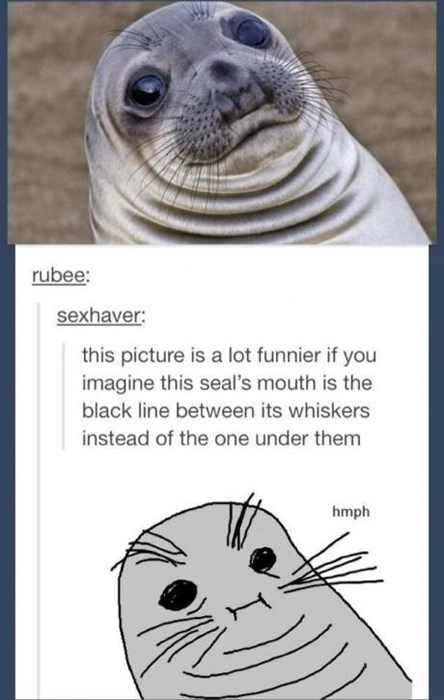 rubee:
sexhaver:
this picture is a lot funnier if you
imagine this seal's mouth is the
black line between its whiskers
instead of the one under them
hmph